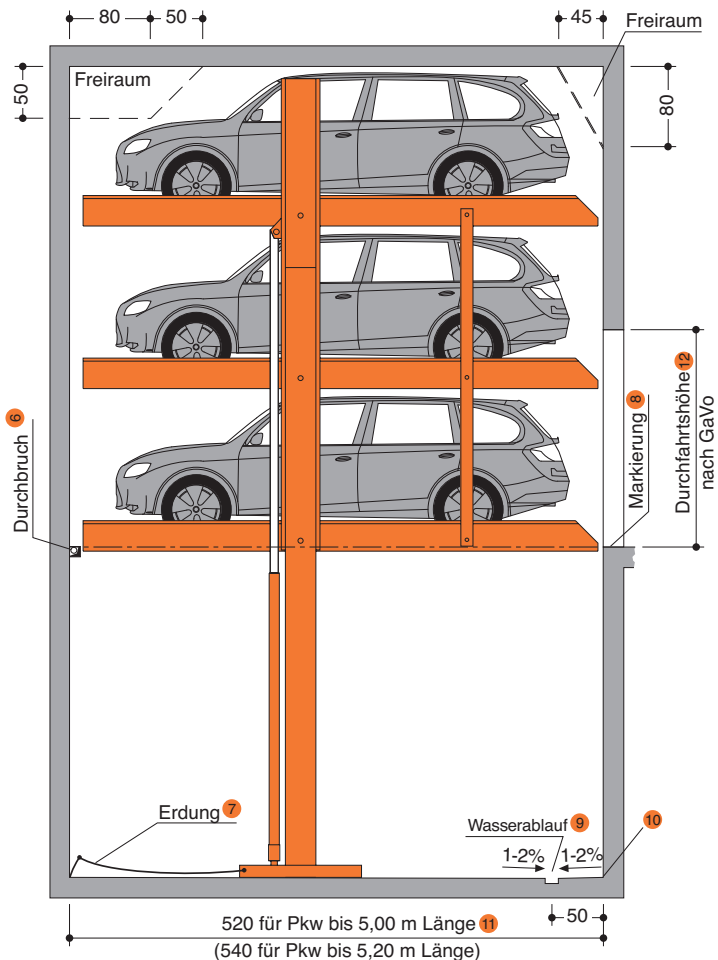 80
50
45
Freiraum
Freiraum
50
80
Durchbruch 6
Markierung 8
Durchfahrtshöhe 12
nach GaVo
Erdung 7
Wasserablauf 9
10
1-2%
1-2%
50
520 für Pkw bis 5,00 m Länge 11
(540 für Pkw bis 5,20 m Länge)